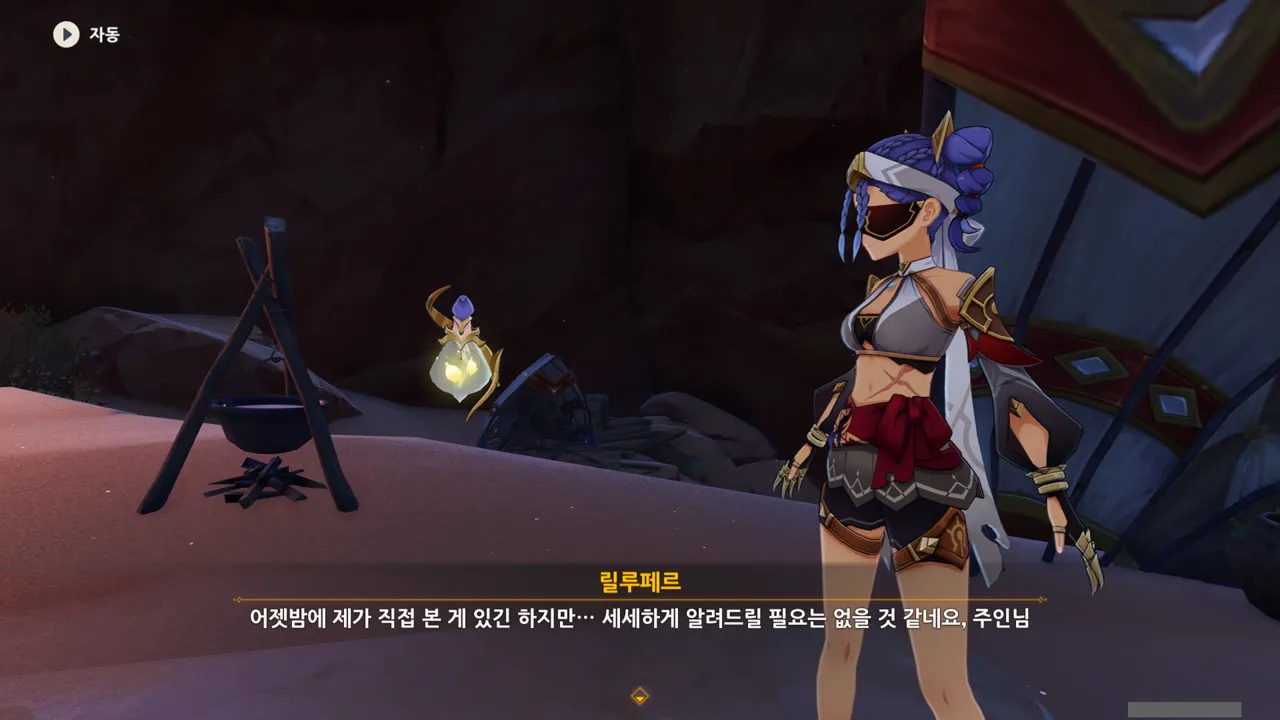 자동
릴루페르
어젯밤에 제가 직접 본 게 있긴 하지만… 세세하게 알려드릴 필요는 없을 것 같네요, 주인님